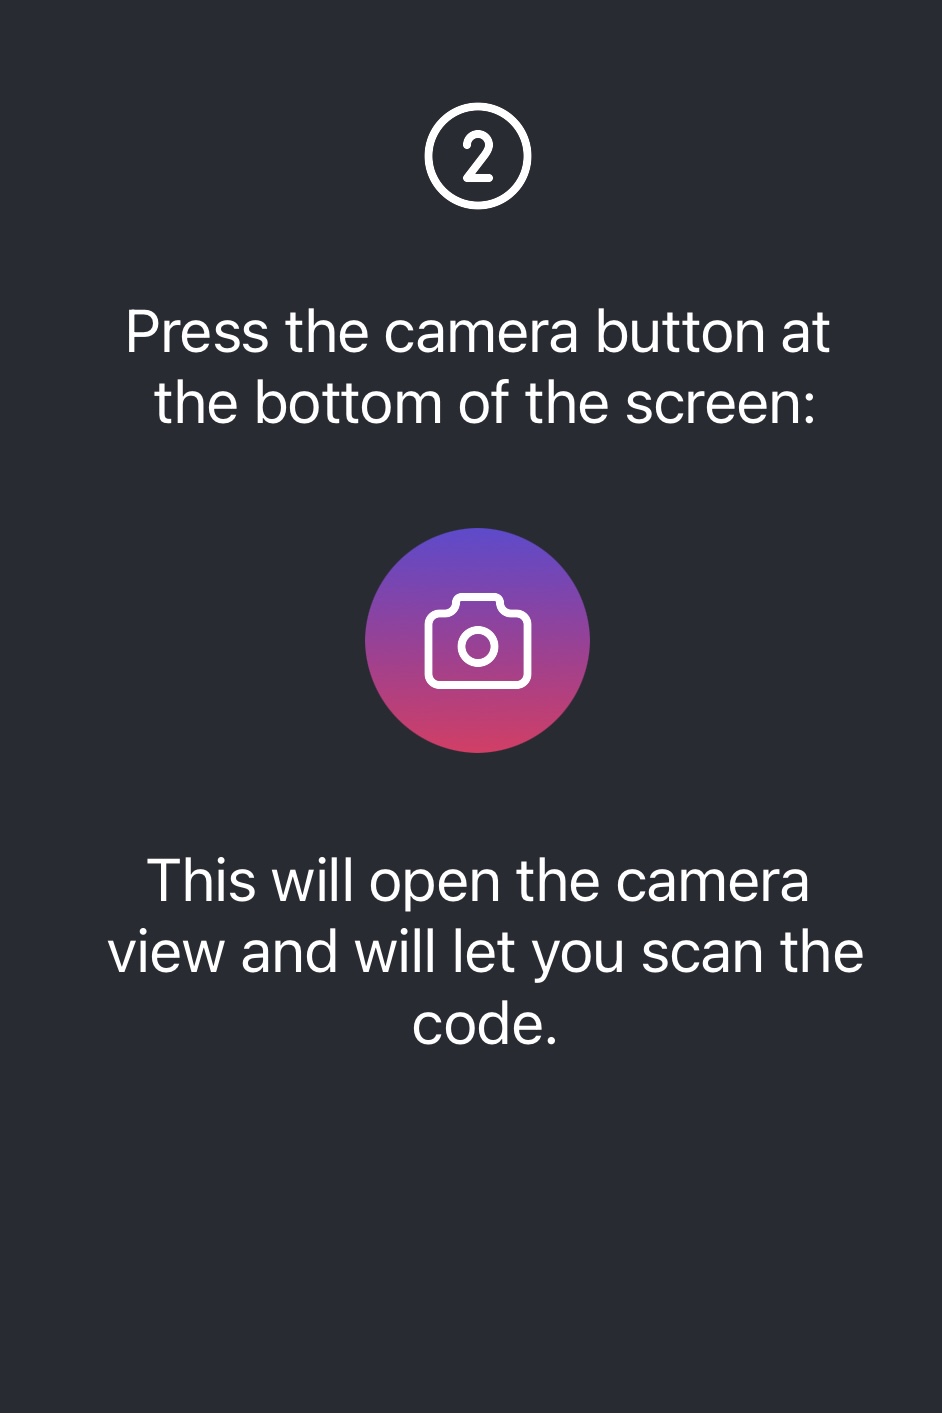 2
Press the camera button at
the bottom of the screen:
This will open the camera
view and will let you scan the
code.